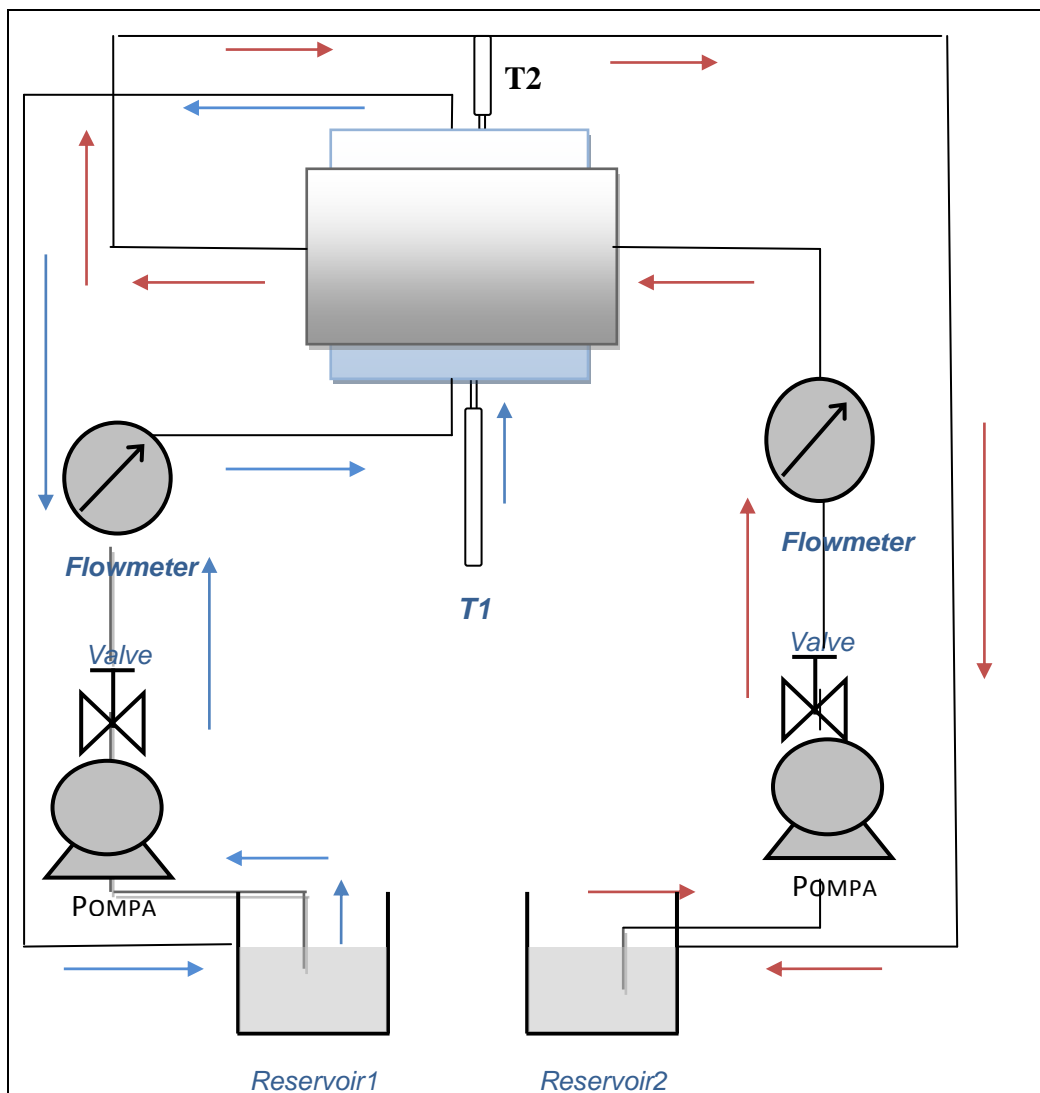 T2
Flowmeter
Flowmeter
T1
Valve
Valve
POMPA
POMPA
Reservoir1
Reservoir2